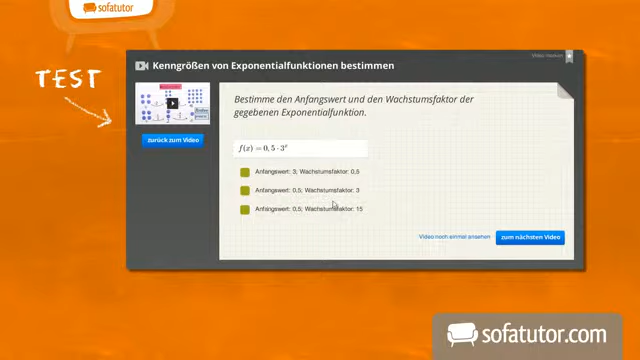 sofatutor
Video merken
Kenngrößen von Exponentialfunktionen bestimmen
TEST
Bestimme den Anfangswert und den Wachstumsfaktor der
gegebenen Exponentialfunktion.
zurück zum Video
f(x) = 0,5 · 3^x
Anfangswert: 3; Wachstumsfaktor: 0.5
Anfangswert: 0.5; Wachstumsfaktor: 3
Anfangswert: 0.5; Wachstumsfaktor: 15
Video noch einmal ansehen
zum nächsten Video
sofatutor.com